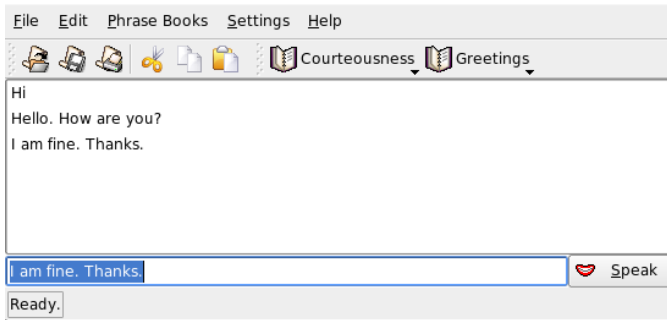 File Edit Phrase Books Settings Help
Courteousness Greetings
Hi
Hello. How are you?
I am fine. Thanks.
I am fine. Thanks. Speak
Ready.